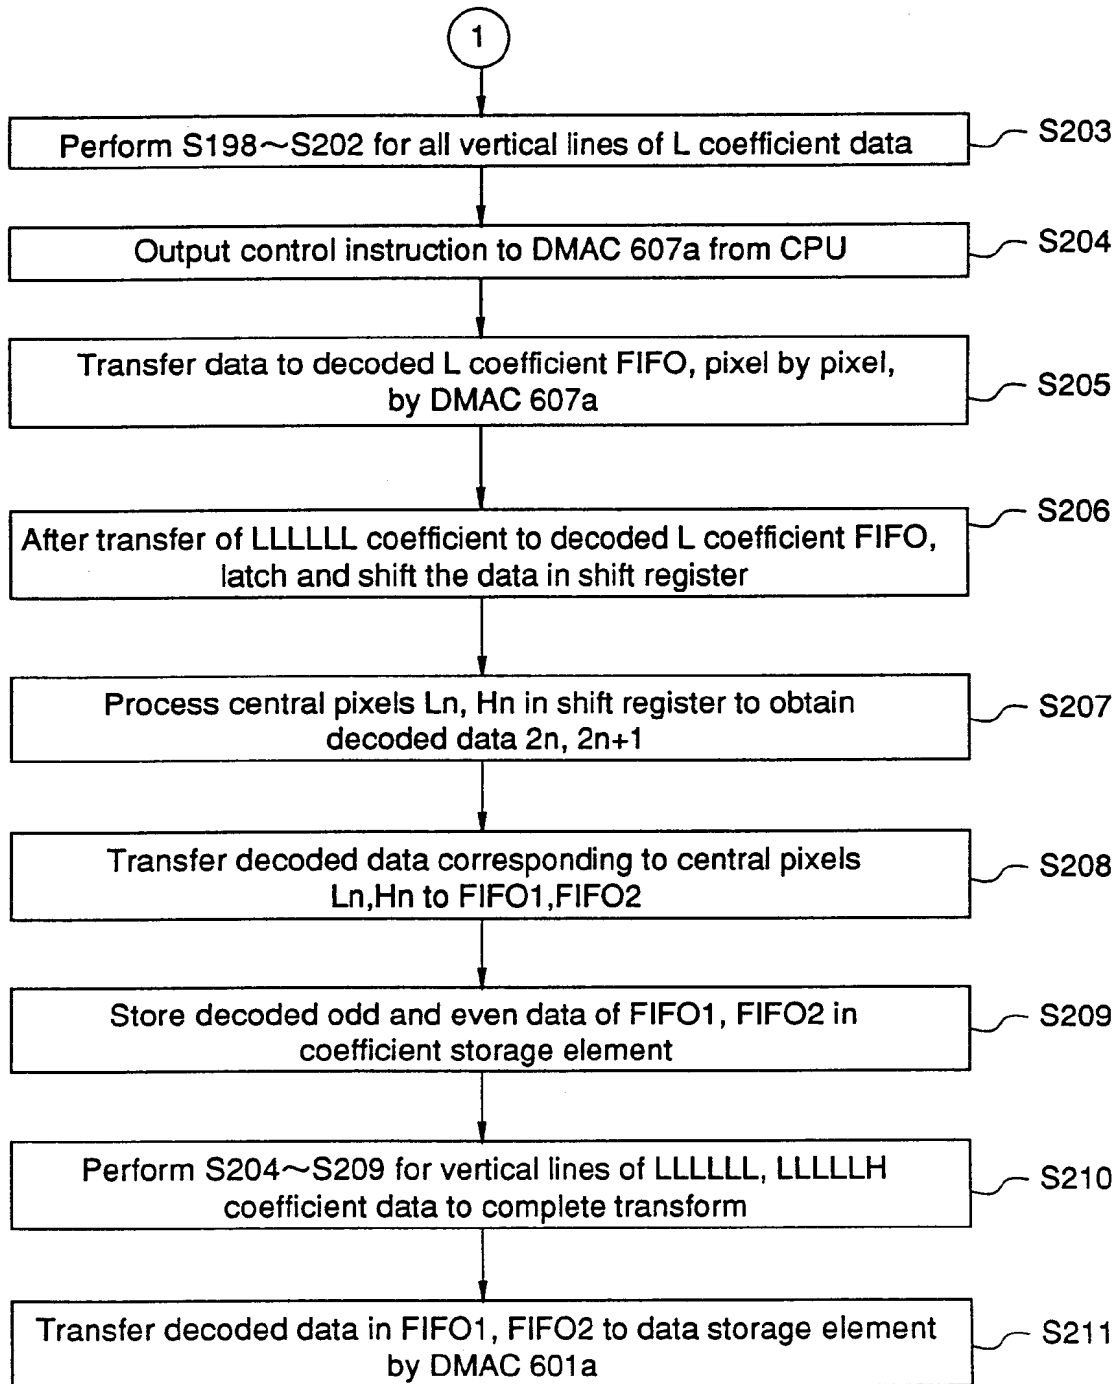 1
Perform S198~S202 for all vertical lines of L coefficient data
S203
Output control instruction to DMAC 607a from CPU
S204
Transfer data to decoded L coefficient FIFO, pixel by pixel,
by DMAC 607a
S205
After transfer of LLLLLL coefficient to decoded L coefficient FIFO,
latch and shift the data in shift register
S206
Process central pixels Ln, Hn in shift register to obtain
decoded data 2n, 2n+1
S207
Transfer decoded data corresponding to central pixels
Ln,Hn to FIFO1,FIFO2
S208
Store decoded odd and even data of FIFO1, FIFO2 in
coefficient storage element
S209
Perform S204~S209 for vertical lines of LLLLLL, LLLLLH
coefficient data to complete transform
S210
Transfer decoded data in FIFO1, FIFO2 to data storage element
by DMAC 601a
S211